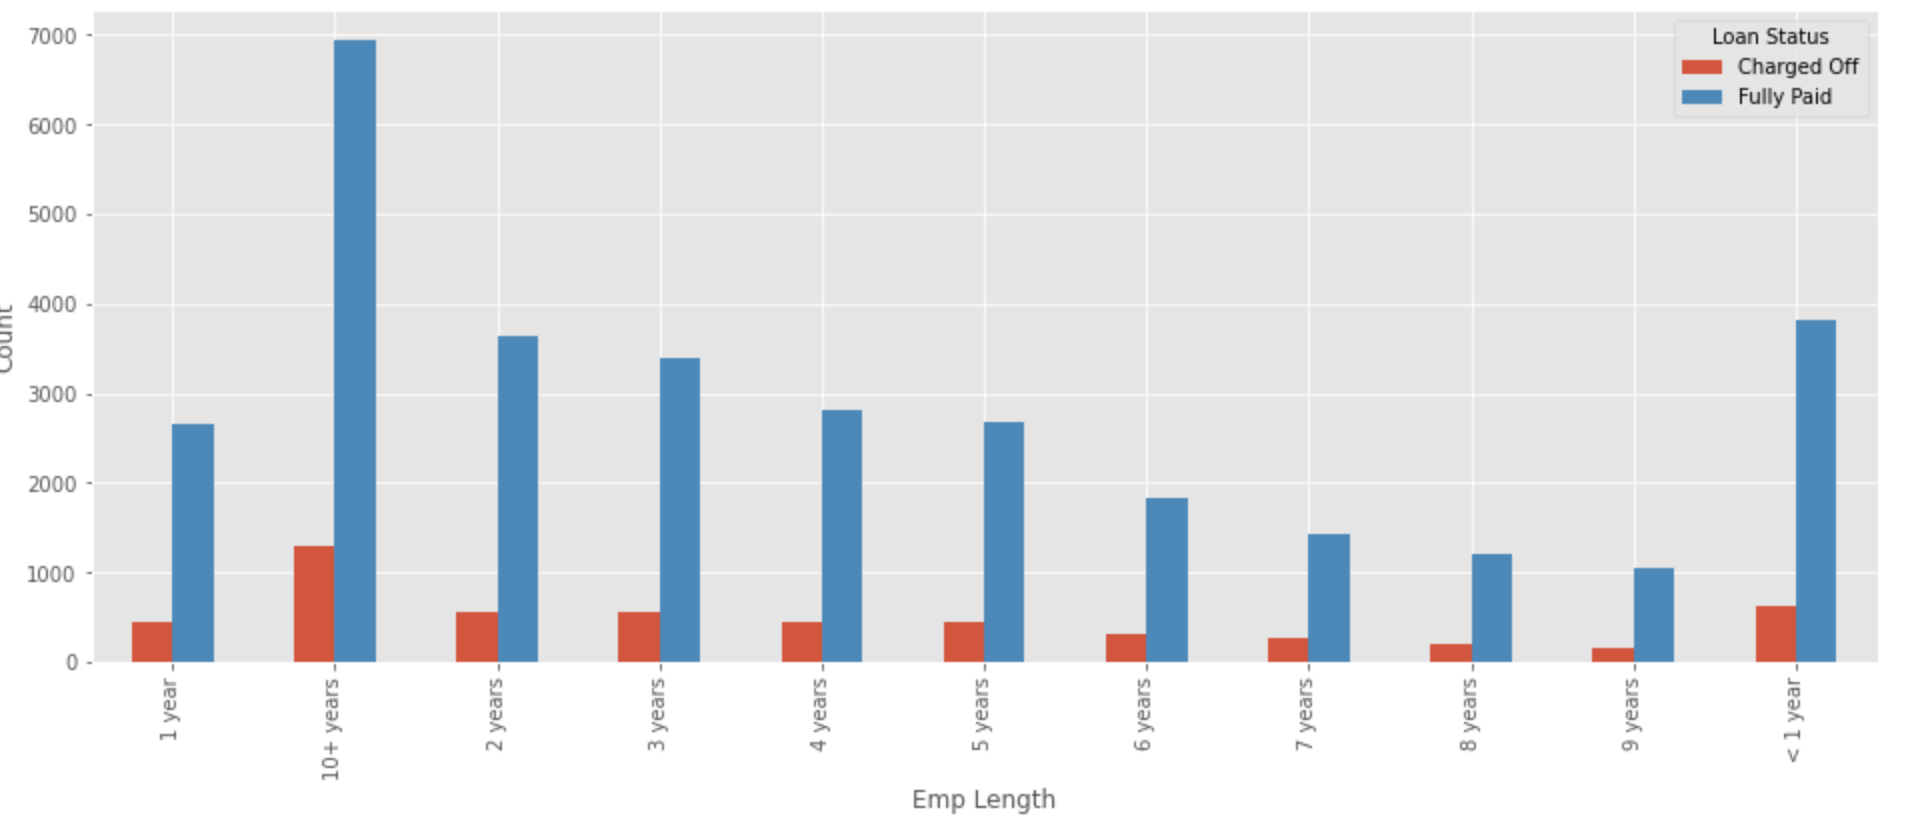 Loan Status
Charged Off
Fully Paid
7000
6000
5000
4000
3000
2000
1000
0
Count
1 year
10+ years
2 years
3 years
4 years
5 years
6 years
7 years
8 years
9 years
< 1 year
Emp Length